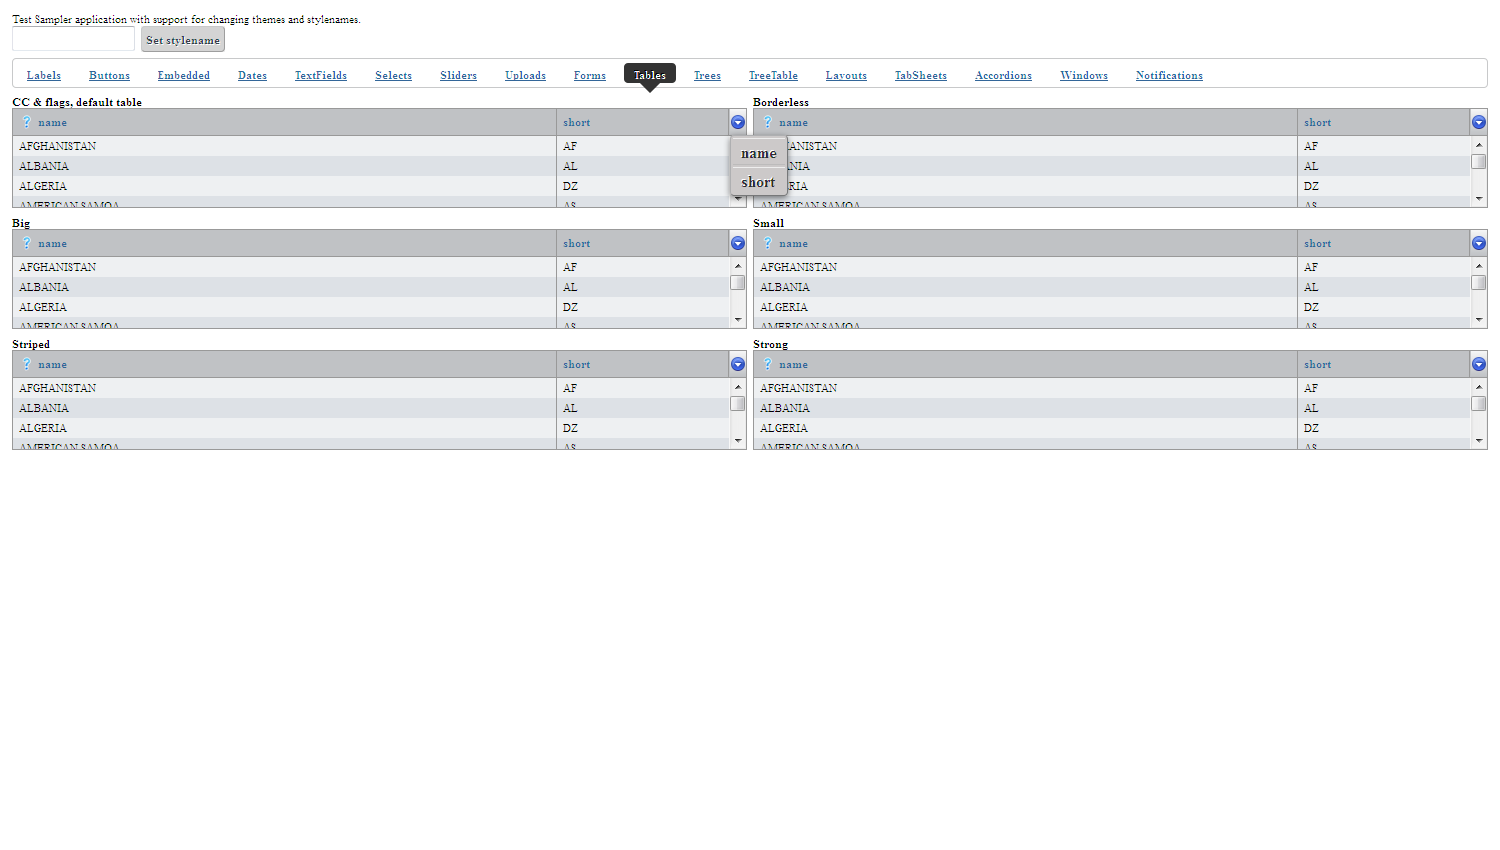 Test Sampler application with support for changing themes and stylenames.
Set stylename
Labels Buttons Embedded Dates TextFields Selects Sliders Uploads Forms Tables Trees TreeTable Layouts TabSheets Accordions Windows Notifications
CC & flags, default table
? name short
AFGHANISTAN AF
ALBANIA AL
ALGERIA DZ
AMERICAN SAMOA AS
name
short
Borderless
? name short
ANISTAN AF
NIA AL
RIA DZ
AMERICAN SAMOA AS
Big
? name short
AFGHANISTAN AF
ALBANIA AL
ALGERIA DZ
AMERICAN SAMOA AS
Small
? name short
AFGHANISTAN AF
ALBANIA AL
ALGERIA DZ
AMERICAN SAMOA AS
Striped
? name short
AFGHANISTAN AF
ALBANIA AL
ALGERIA DZ
AMERICAN SAMOA AS
Strong
? name short
AFGHANISTAN AF
ALBANIA AL
ALGERIA DZ
AMERICAN SAMOA AS